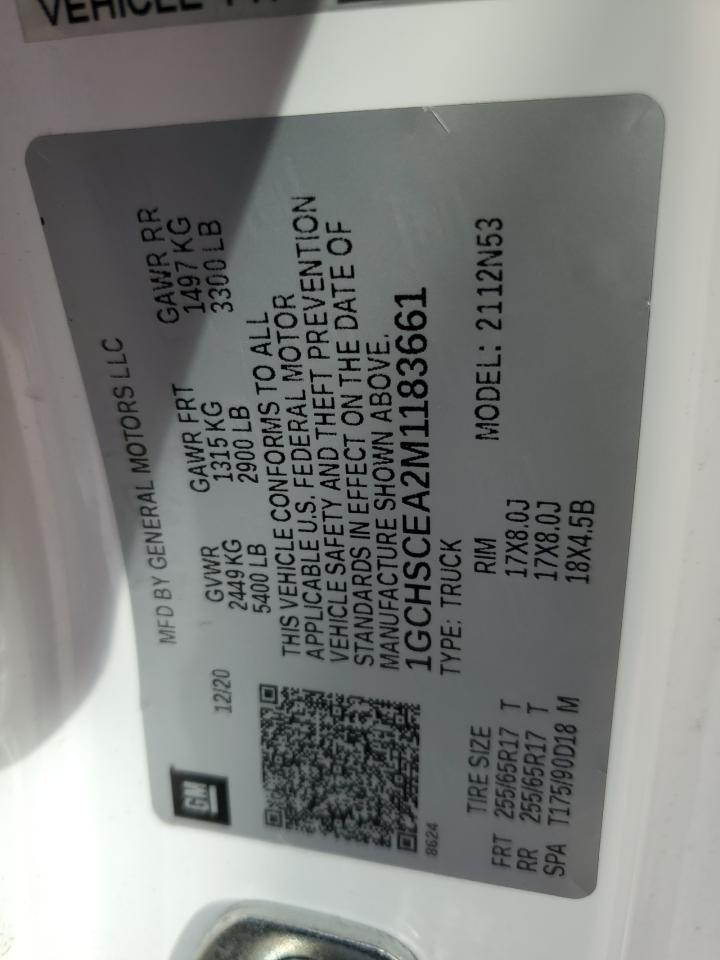 VEHICLE
GM
MFD BY GENERAL MOTORS LLC
12/20
GVWR GAWR FRT GAWR RR
2449 KG 1315 KG 1497 KG
5400 LB 2900 LB 3300 LB
THIS VEHICLE CONFORMS TO ALL
APPLICABLE U.S. FEDERAL MOTOR
VEHICLE SAFETY AND THEFT PREVENTION
STANDARDS IN EFFECT ON THE DATE OF
MANUFACTURE SHOWN ABOVE.
1GCHSCEA2M1183661
8624
TYPE: TRUCK MODEL: 2112N53
TIRE SIZE RIM
FRT 255/65R17 T 17X8.0J
RR 255/65R17 T 17X8.0J
SPA T175/90D18 M 18X4.5B